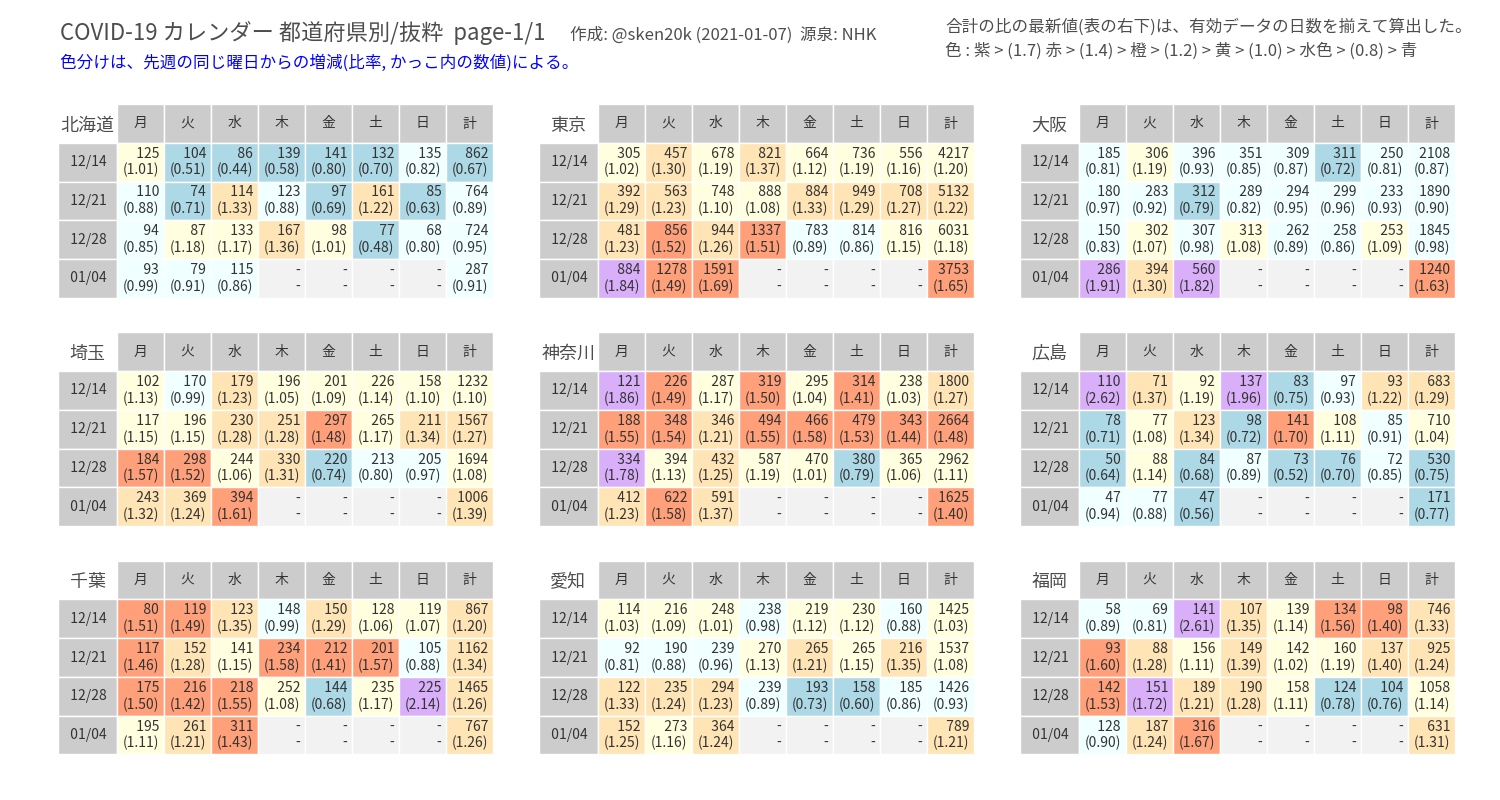 COVID-19 カレンダー 都道府県別/抜粋 page-1/1 作成: @sken20k (2021-01-07) 源泉: NHK
合計の比の最新値(表の右下)は、有効データの日数を揃えて算出した。
色分けは、先週の同じ曜日からの増減(比率, かっこ内の数値)による。
色 : 紫 > (1.7) 赤 > (1.4) > 橙 > (1.2) > 黄 > (1.0) > 水色 > (0.8) > 青
北海道 月 火 水 木 金 土 日 計
12/14 125 104 86 139 141 132 135 862
(1.01) (0.51) (0.44) (0.58) (0.80) (0.70) (0.82) (0.67)
12/21 110 74 114 123 97 161 85 764
(0.88) (0.71) (1.33) (0.88) (0.69) (1.22) (0.63) (0.89)
12/28 94 87 133 167 98 77 68 724
(0.85) (1.18) (1.17) (1.36) (1.01) (0.48) (0.80) (0.95)
01/04 93 79 115 - - - - 287
(0.99) (0.91) (0.86) - - - - (0.91)
東京 月 火 水 木 金 土 日 計
12/14 305 457 678 821 664 736 556 4217
(1.02) (1.30) (1.19) (1.37) (1.12) (1.19) (1.16) (1.20)
12/21 392 563 748 888 884 949 708 5132
(1.29) (1.23) (1.10) (1.08) (1.33) (1.29) (1.27) (1.22)
12/28 481 856 944 1337 783 814 816 6031
(1.23) (1.52) (1.26) (1.51) (0.89) (0.86) (1.15) (1.18)
01/04 884 1278 1591 - - - - 3753
(1.84) (1.49) (1.69) - - - - (1.65)
大阪 月 火 水 木 金 土 日 計
12/14 185 306 396 351 309 311 250 2108
(0.81) (1.19) (0.93) (0.85) (0.87) (0.72) (0.81) (0.87)
12/21 180 283 312 289 294 299 233 1890
(0.97) (0.92) (0.79) (0.82) (0.95) (0.96) (0.93) (0.90)
12/28 150 302 307 313 262 258 253 1845
(0.83) (1.07) (0.98) (1.08) (0.89) (0.86) (1.09) (0.98)
01/04 286 394 560 - - - - 1240
(1.91) (1.30) (1.82) - - - - (1.63)
埼玉 月 火 水 木 金 土 日 計
12/14 102 170 179 196 201 226 158 1232
(1.13) (0.99) (1.23) (1.05) (1.09) (1.14) (1.10) (1.10)
12/21 117 196 230 251 297 265 211 1567
(1.15) (1.15) (1.28) (1.28) (1.48) (1.17) (1.34) (1.27)
12/28 184 298 244 330 220 213 205 1694
(1.57) (1.52) (1.06) (1.31) (0.74) (0.80) (0.97) (1.08)
01/04 243 369 394 - - - - 1006
(1.32) (1.24) (1.61) - - - - (1.39)
神奈川 月 火 水 木 金 土 日 計
12/14 121 226 287 319 295 314 238 1800
(1.86) (1.49) (1.17) (1.50) (1.04) (1.41) (1.03) (1.27)
12/21 188 348 346 494 466 479 343 2664
(1.55) (1.54) (1.21) (1.55) (1.58) (1.53) (1.44) (1.48)
12/28 334 394 432 587 470 380 365 2962
(1.78) (1.13) (1.25) (1.19) (1.01) (0.79) (1.06) (1.11)
01/04 412 622 591 - - - - 1625
(1.23) (1.58) (1.37) - - - - (1.40)
広島 月 火 水 木 金 土 日 計
12/14 110 71 92 137 83 97 93 683
(2.62) (1.37) (1.19) (1.96) (0.75) (0.93) (1.22) (1.29)
12/21 78 77 123 98 141 108 85 710
(0.71) (1.08) (1.34) (0.72) (1.70) (1.11) (0.91) (1.04)
12/28 50 88 84 87 73 76 72 530
(0.64) (1.14) (0.68) (0.89) (0.52) (0.70) (0.85) (0.75)
01/04 47 77 47 - - - - 171
(0.94) (0.88) (0.56) - - - - (0.77)
千葉 月 火 水 木 金 土 日 計
12/14 80 119 123 148 150 128 119 867
(1.51) (1.49) (1.35) (0.99) (1.29) (1.06) (1.07) (1.20)
12/21 117 152 141 234 212 201 105 1162
(1.46) (1.28) (1.15) (1.58) (1.41) (1.57) (0.88) (1.34)
12/28 175 216 218 252 144 235 225 1465
(1.50) (1.42) (1.55) (1.08) (0.68) (1.17) (2.14) (1.26)
01/04 195 261 311 - - - - 767
(1.11) (1.21) (1.43) - - - - (1.26)
愛知 月 火 水 木 金 土 日 計
12/14 114 216 248 238 219 230 160 1425
(1.03) (1.09) (1.01) (0.98) (1.12) (1.12) (0.88) (1.03)
12/21 92 190 239 270 265 265 216 1537
(0.81) (0.88) (0.96) (1.13) (1.21) (1.15) (1.35) (1.08)
12/28 122 235 294 239 193 158 185 1426
(1.33) (1.24) (1.23) (0.89) (0.73) (0.60) (0.86) (0.93)
01/04 152 273 364 - - - - 789
(1.25) (1.16) (1.24) - - - - (1.21)
福岡 月 火 水 木 金 土 日 計
12/14 58 69 141 107 139 134 98 746
(0.89) (0.81) (2.61) (1.35) (1.14) (1.56) (1.40) (1.33)
12/21 93 88 156 149 142 160 137 925
(1.60) (1.28) (1.11) (1.39) (1.02) (1.19) (1.40) (1.24)
12/28 142 151 189 190 158 124 104 1058
(1.53) (1.72) (1.21) (1.28) (1.11) (0.78) (0.76) (1.14)
01/04 128 187 316 - - - - 631
(0.90) (1.24) (1.67) - - - - (1.31)